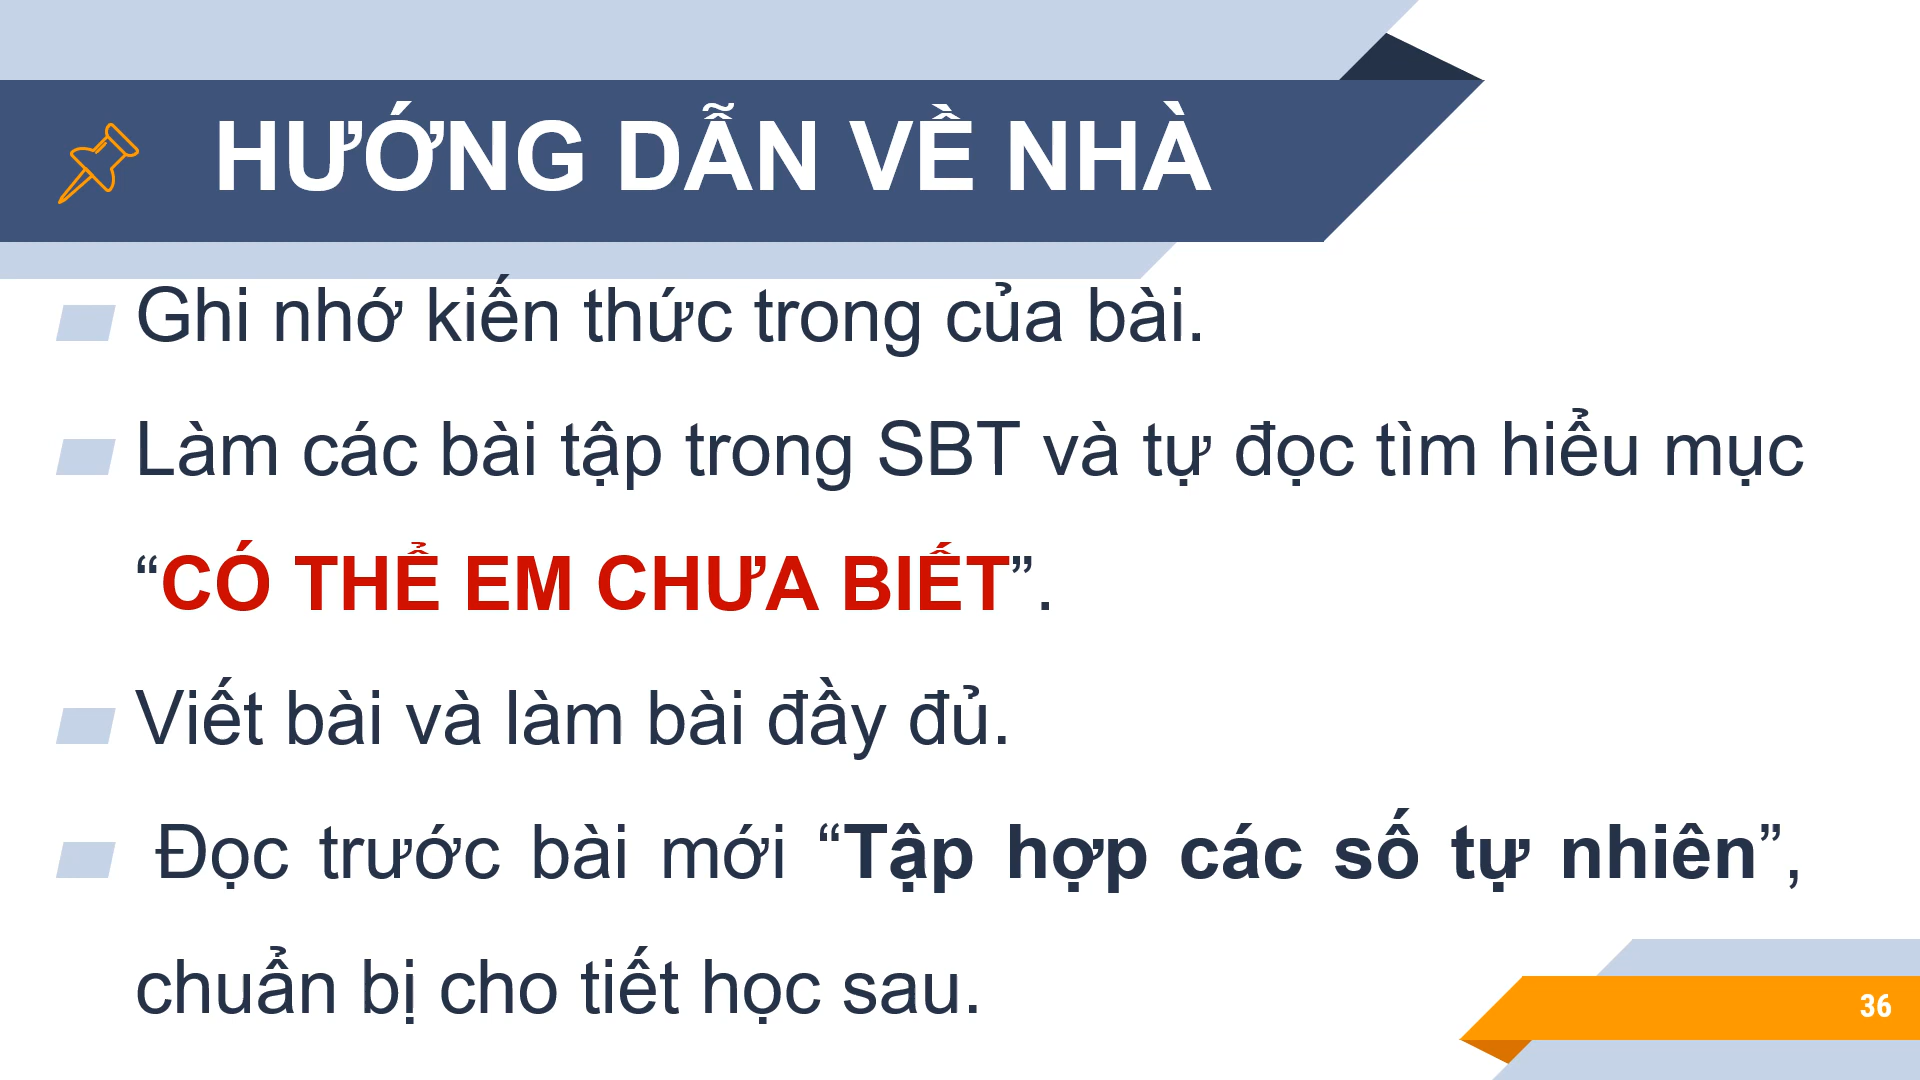 HƯỚNG DẪN VỀ NHÀ
Ghi nhớ kiến thức trong của bài.
Làm các bài tập trong SBT và tự đọc tìm hiểu mục
“CÓ THỂ EM CHƯA BIẾT”.
Viết bài và làm bài đầy đủ.
Đọc trước bài mới “Tập hợp các số tự nhiên”,
chuẩn bị cho tiết học sau.
36